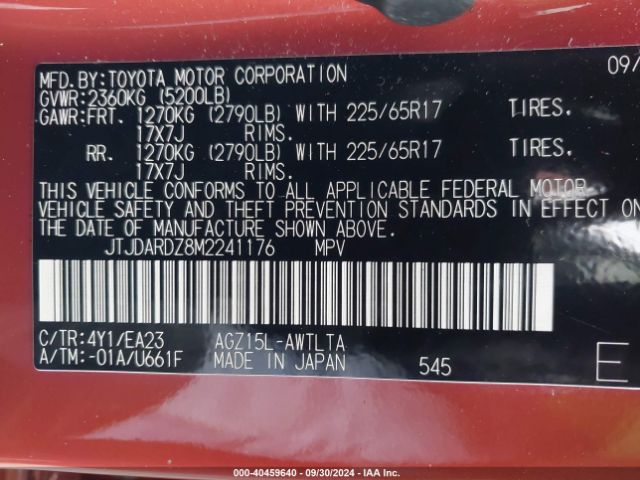 MFD.BY:TOYOTA MOTOR CORPORATION 09/
GVWR:2360KG (5200LB)
GAWR:FRT. 1270KG (2790LB) WITH 225/65R17 TIRES.
17X7J RIMS.
RR. 1270KG (2790LB) WITH 225/65R17 TIRES.
17X7J RIMS.
THIS VEHICLE CONFORMS TO ALL APPLICABLE FEDERAL MOTOR
VEHICLE SAFETY AND THEFT PREVENTION STANDARDS IN EFFECT ON
THE DATE OF MANUFACTURE SHOWN ABOVE.
JTJDARDZ8M2241176 MPV
C/TR:4Y1/EA23 AGZ15L-AWTLTA
A/TM:-01A/U661F MADE IN JAPAN 545 E
000-40459640 - 09/30/2024 - IAA Inc.